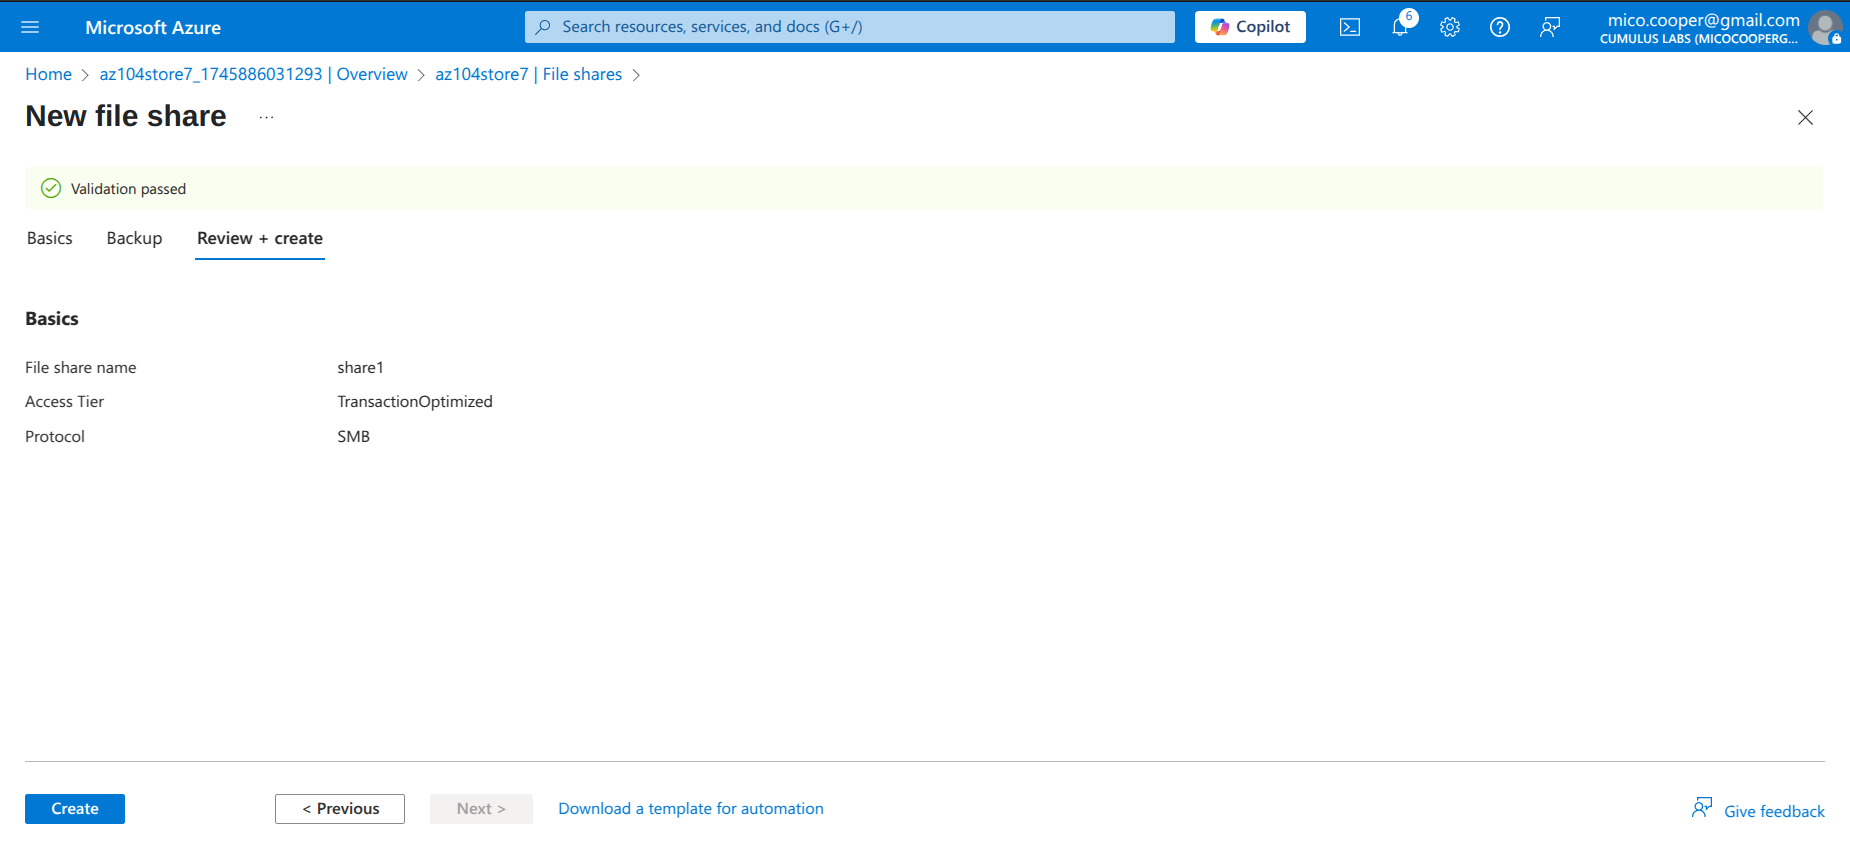 Microsoft Azure
Search resources, services, and docs (G+/)
Copilot
6
mico.cooper@gmail.com
CUMULUS LABS (MICOCOOPERG...
Home > az104store7_1745886031293 | Overview > az104store7 | File shares >
New file share ...
Validation passed
Basics Backup Review + create
Basics
File share name share1
Access Tier TransactionOptimized
Protocol SMB
Create < Previous Next > Download a template for automation Give feedback